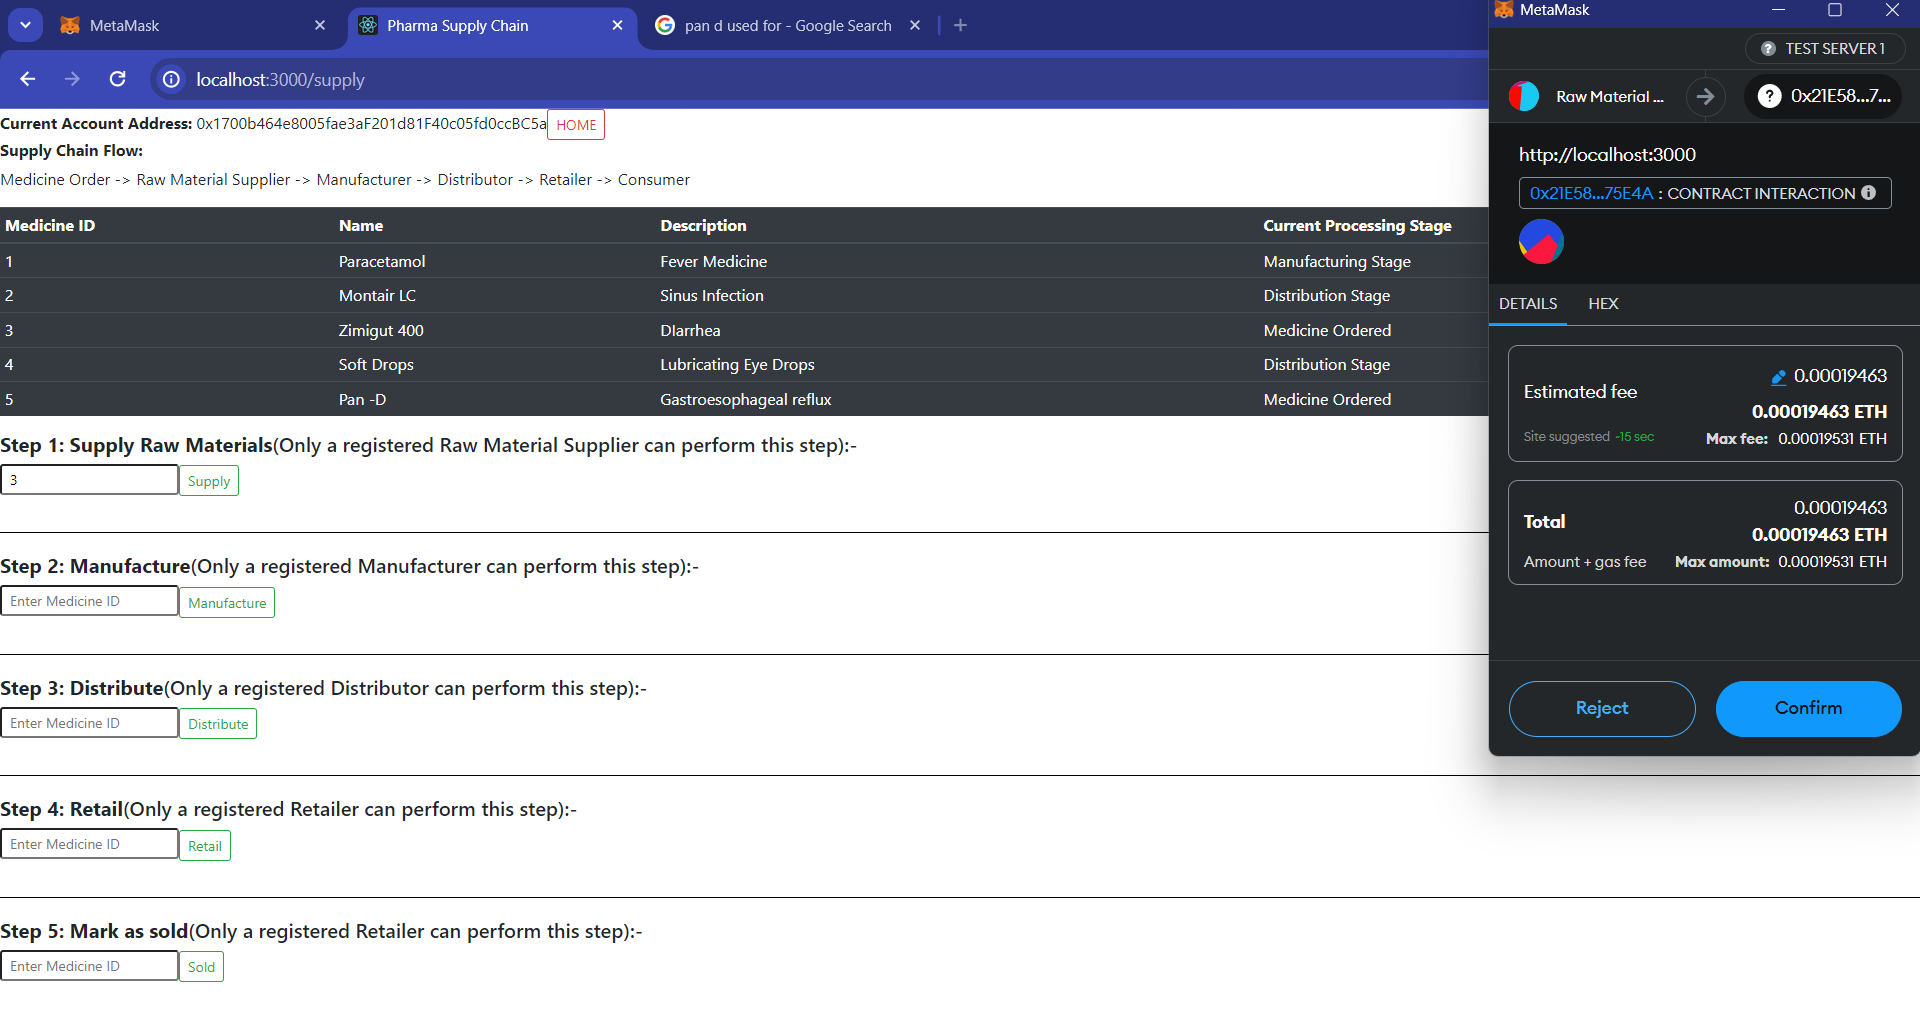 MetaMask
Pharma Supply Chain
pan d used for - Google Search
localhost:3000/supply
Current Account Address: 0x1700b464e8005fae3aF201d81F40c05fd0ccBC5a HOME
Supply Chain Flow:
Medicine Order -> Raw Material Supplier -> Manufacturer -> Distributor -> Retailer -> Consumer
Medicine ID Name Description Current Processing Stage
1 Paracetamol Fever Medicine Manufacturing Stage
2 Montair LC Sinus Infection Distribution Stage
3 Zimigut 400 DIarrhea Medicine Ordered
4 Soft Drops Lubricating Eye Drops Distribution Stage
5 Pan -D Gastroesophageal reflux Medicine Ordered
Step 1: Supply Raw Materials(Only a registered Raw Material Supplier can perform this step):-
3 Supply
Step 2: Manufacture(Only a registered Manufacturer can perform this step):-
Enter Medicine ID Manufacture
Step 3: Distribute(Only a registered Distributor can perform this step):-
Enter Medicine ID Distribute
Step 4: Retail(Only a registered Retailer can perform this step):-
Enter Medicine ID Retail
Step 5: Mark as sold(Only a registered Retailer can perform this step):-
Enter Medicine ID Sold
MetaMask
TEST SERVER 1
Raw Material ... 0x21E58...7...
http://localhost:3000
0x21E58...75E4A : CONTRACT INTERACTION
DETAILS HEX
0.00019463
Estimated fee
0.00019463 ETH
Site suggested ~15 sec Max fee: 0.00019531 ETH
0.00019463
Total
0.00019463 ETH
Amount + gas fee Max amount: 0.00019531 ETH
Reject Confirm